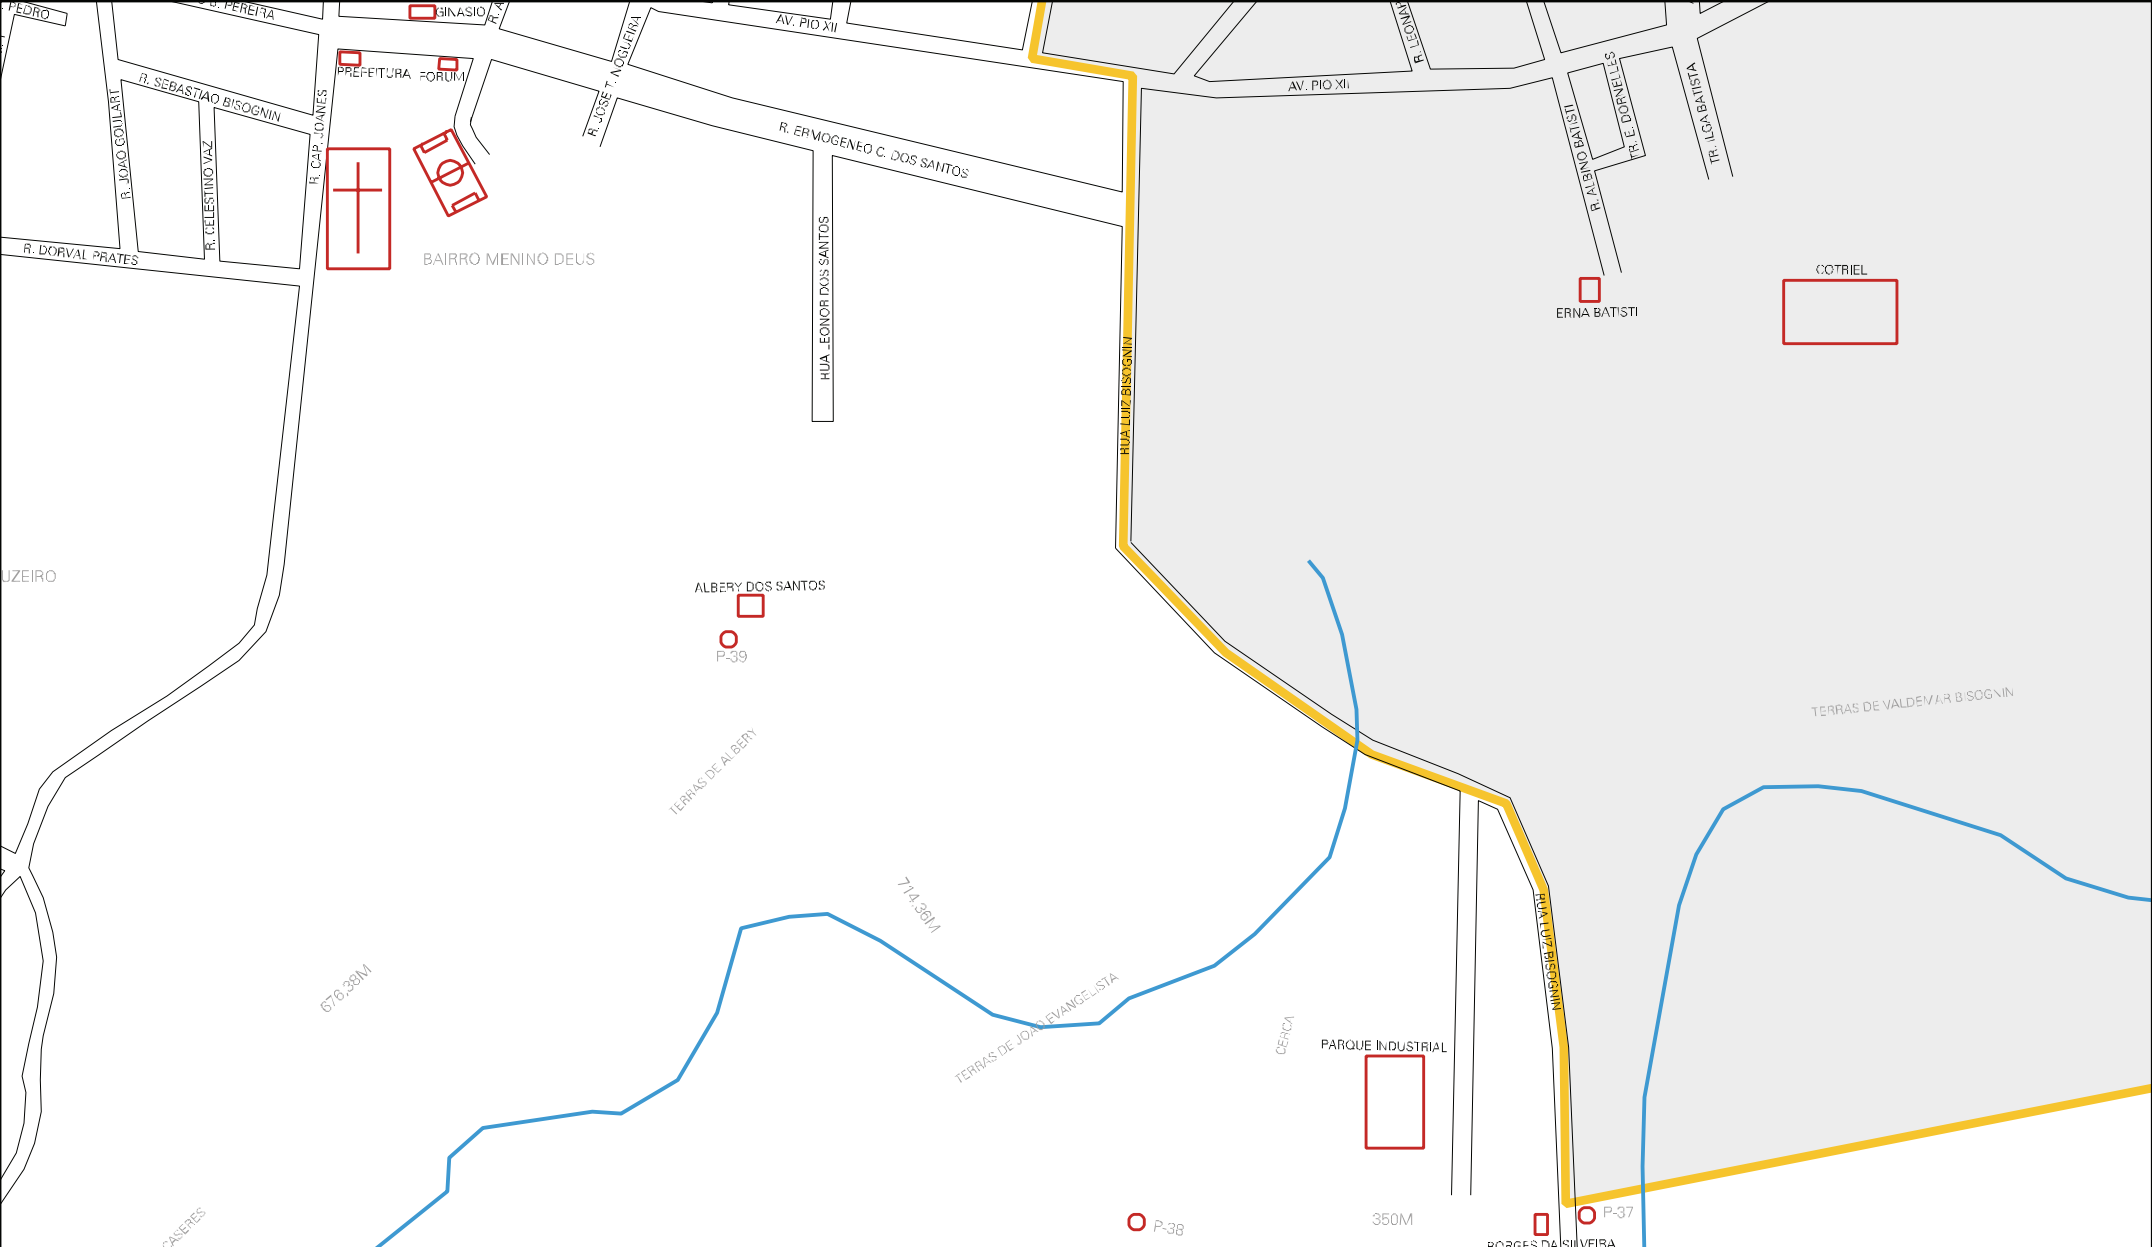 PEDRO
PEREIRA
GINASIO
R. A
AV. PIO XII
R. LEONAR
R. SEBASTIAO BISOGNIN
PREFEITURA
FORUM
R. JOSE T. NOGUEIRA
AV. PIO XII
R. JOAO GOULART
R. CELESTINO VAZ
R. CAP. JOANES
R. ERMOGENEO C. DOS SANTOS
R. ALBINO BATISTI
TR. E. DORNELLES
TR. ILGA BATISTA
R. DORVAL PRATES
BAIRRO MENINO DEUS
RUA LEONOR DOS SANTOS
RUA LUIZ BISOGNIN
ERNA BATISTI
COTRIEL
UZEIRO
ALBERY DOS SANTOS
P-39
TERRAS DE ALBERY
TERRAS DE VALDEMAR BISOGNIN
714.36M
676,38M
TERRAS DE JOAO EVANGELISTA
CERCA
RUA LUIZ BISOGNIN
PARQUE INDUSTRIAL
CASERES
P-38
350M
P-37
BORGES DA SILVEIRA